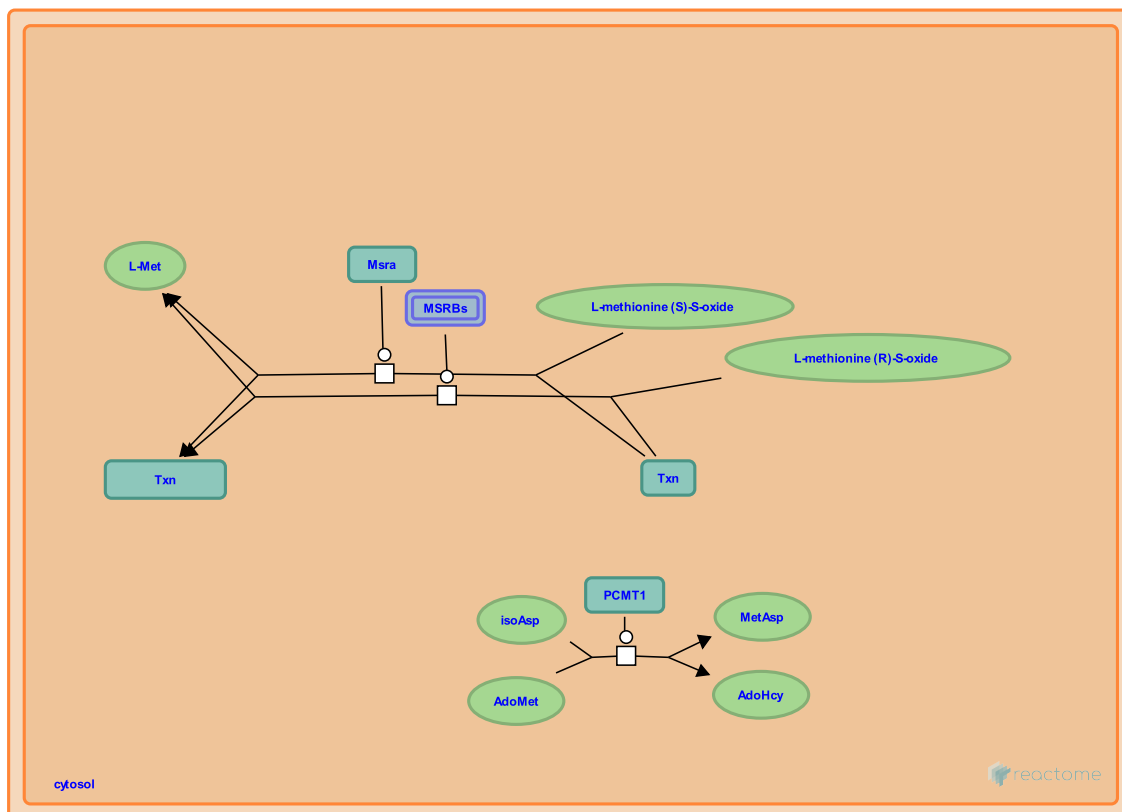 L-Met
Msra
MSRBs
L-methionine (S)-S-oxide
L-methionine (R)-S-oxide
Txn
Txn
PCMT1
isoAsp
MetAsp
AdoMet
AdoHcy
cytosol
reactome